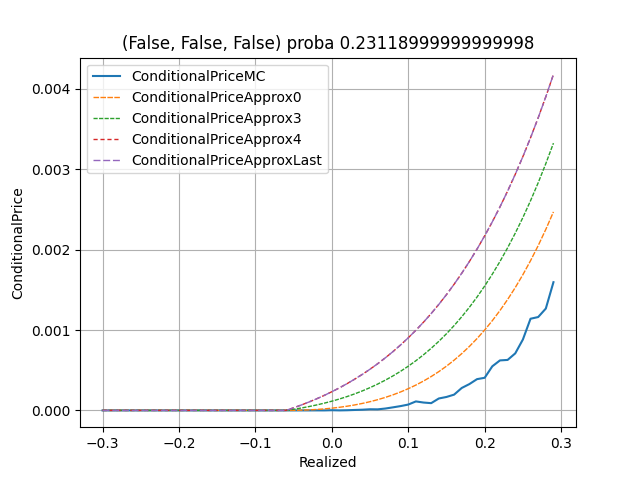 (False, False, False) proba 0.23118999999999998
ConditionalPriceMC
ConditionalPriceApprox0
ConditionalPriceApprox3
ConditionalPriceApprox4
ConditionalPriceApproxLast
ConditionalPrice
0.004
0.003
0.002
0.001
0.000
−0.3
−0.2
−0.1
0.0
0.1
0.2
0.3
Realized